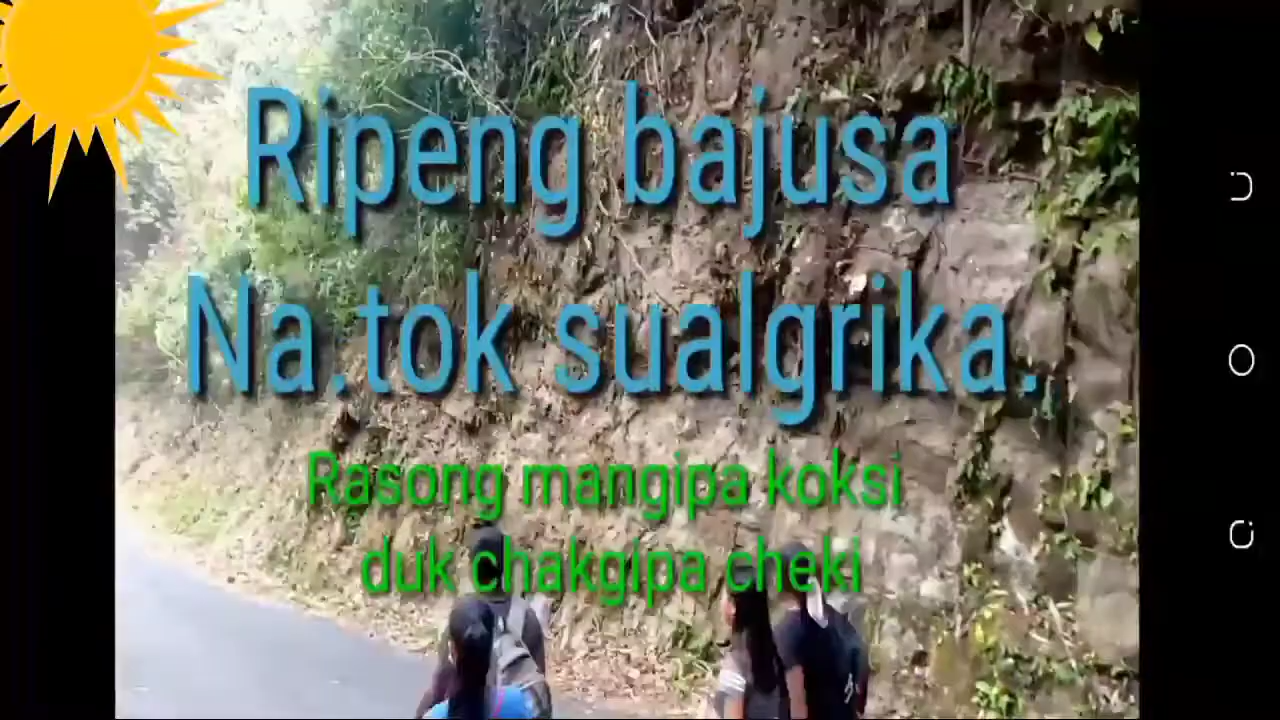 Ripeng bajusa
Na.tok sualgrika.
Rasong mangipa koksi
duk chakgipa cheki